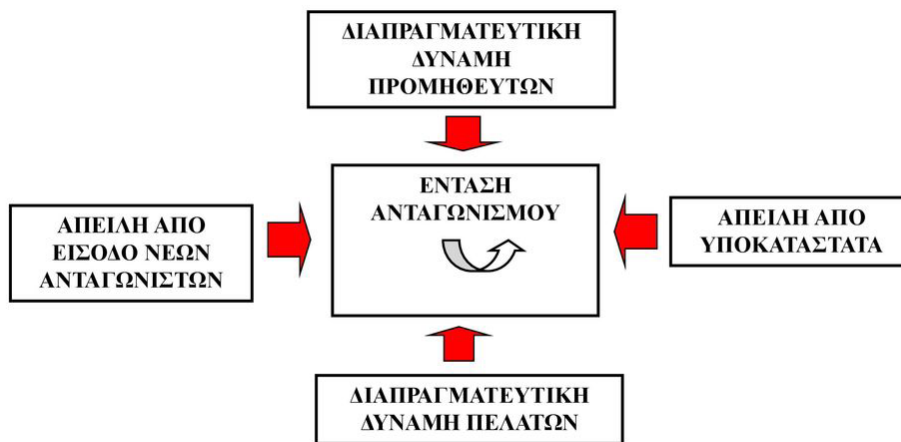 ΔΙΑΠΡΑΓΜΑΤΕΥΤΙΚΗ
ΔΥΝΑΜΗ
ΠΡΟΜΗΘΕΥΤΩΝ
ΕΝΤΑΣΗ
ΑΝΤΑΓΩΝΙΣΜΟΥ
ΑΠΕΙΛΗ ΑΠΟ
ΕΙΣΟΔΟ ΝΕΩΝ
ΑΝΤΑΓΩΝΙΣΤΩΝ
ΑΠΕΙΛΗ ΑΠΟ
ΥΠΟΚΑΤΑΣΤΑΤΑ
ΔΙΑΠΡΑΓΜΑΤΕΥΤΙΚΗ
ΔΥΝΑΜΗ ΠΕΛΑΤΩΝ